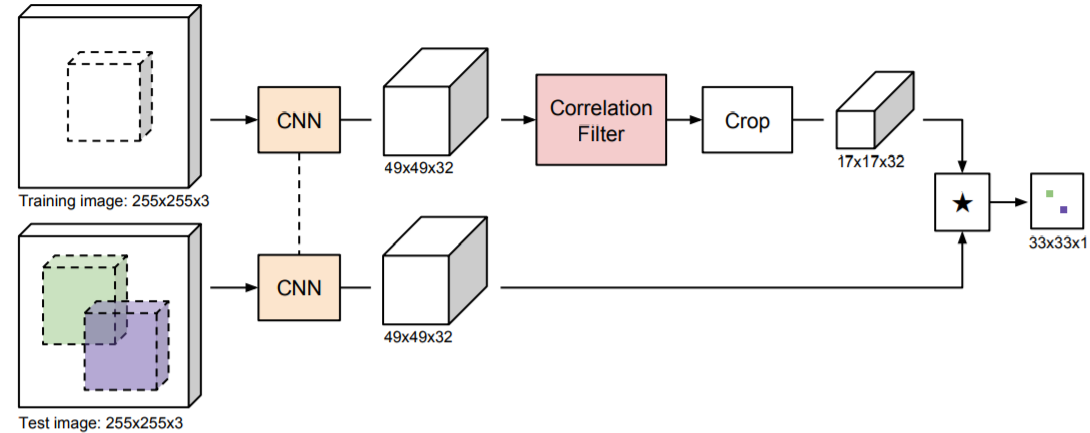 Training image: 255x255x3
CNN
49x49x32
Correlation
Filter
Crop
17x17x32
★
33x33x1
Test image: 255x255x3
CNN
49x49x32